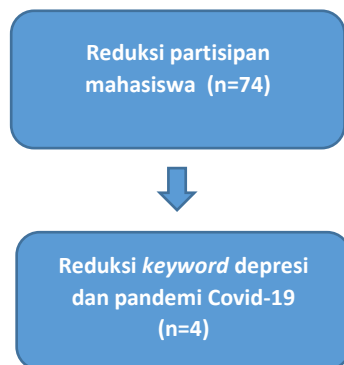 Reduksi partisipan
mahasiswa (n=74)
Reduksi keyword depresi
dan pandemi Covid-19
(n=4)